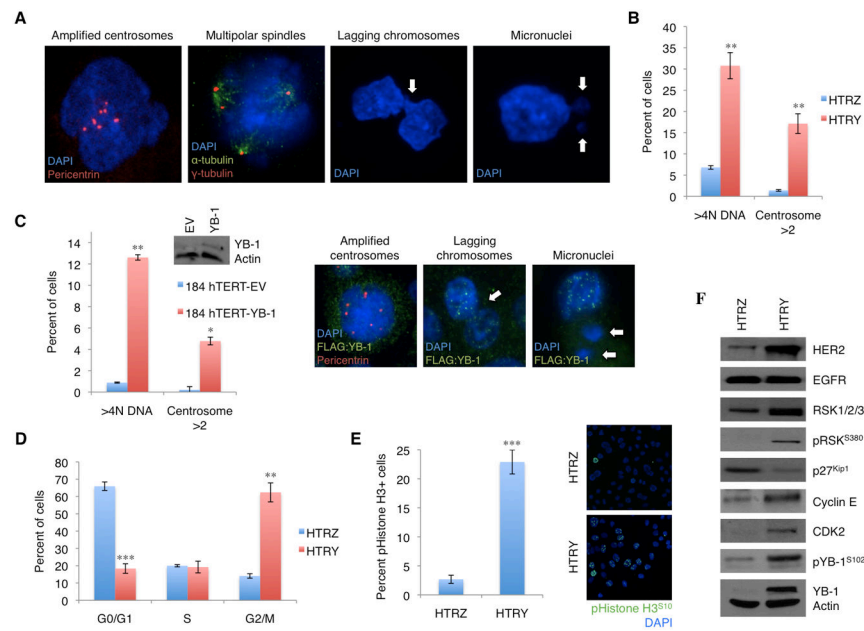 A
Amplified centrosomes
Multipolar spindles
Lagging chromosomes
Micronuclei
DAPI
Pericentrin
DAPI
α-tubulin
γ-tubulin
DAPI
DAPI
B
Percent of cells
40
35
30
25
20
15
10
5
0
**
**
HTRZ
HTRY
>4N DNA
Centrosome
>2
C
Percent of cells
14
12
10
8
6
4
2
0
**
*
EV
YB-1
YB-1
Actin
184 hTERT-EV
184 hTERT-YB-1
>4N DNA
Centrosome
>2
Amplified
centrosomes
Lagging
chromosomes
Micronuclei
DAPI
FLAG:YB-1
Pericentrin
DAPI
FLAG:YB-1
DAPI
FLAG:YB-1
D
Percent of cells
80
70
60
50
40
30
20
10
0
***
**
HTRZ
HTRY
G0/G1
S
G2/M
E
Percent pHistone H3+ cells
25
20
15
10
5
0
***
HTRZ
HTRY
HTRZ
HTRY
pHistone H3S10
DAPI
F
HTRZ
HTRY
HER2
EGFR
RSK1/2/3
pRSKS380
p27Kip1
Cyclin E
CDK2
pYB-1S102
YB-1
Actin